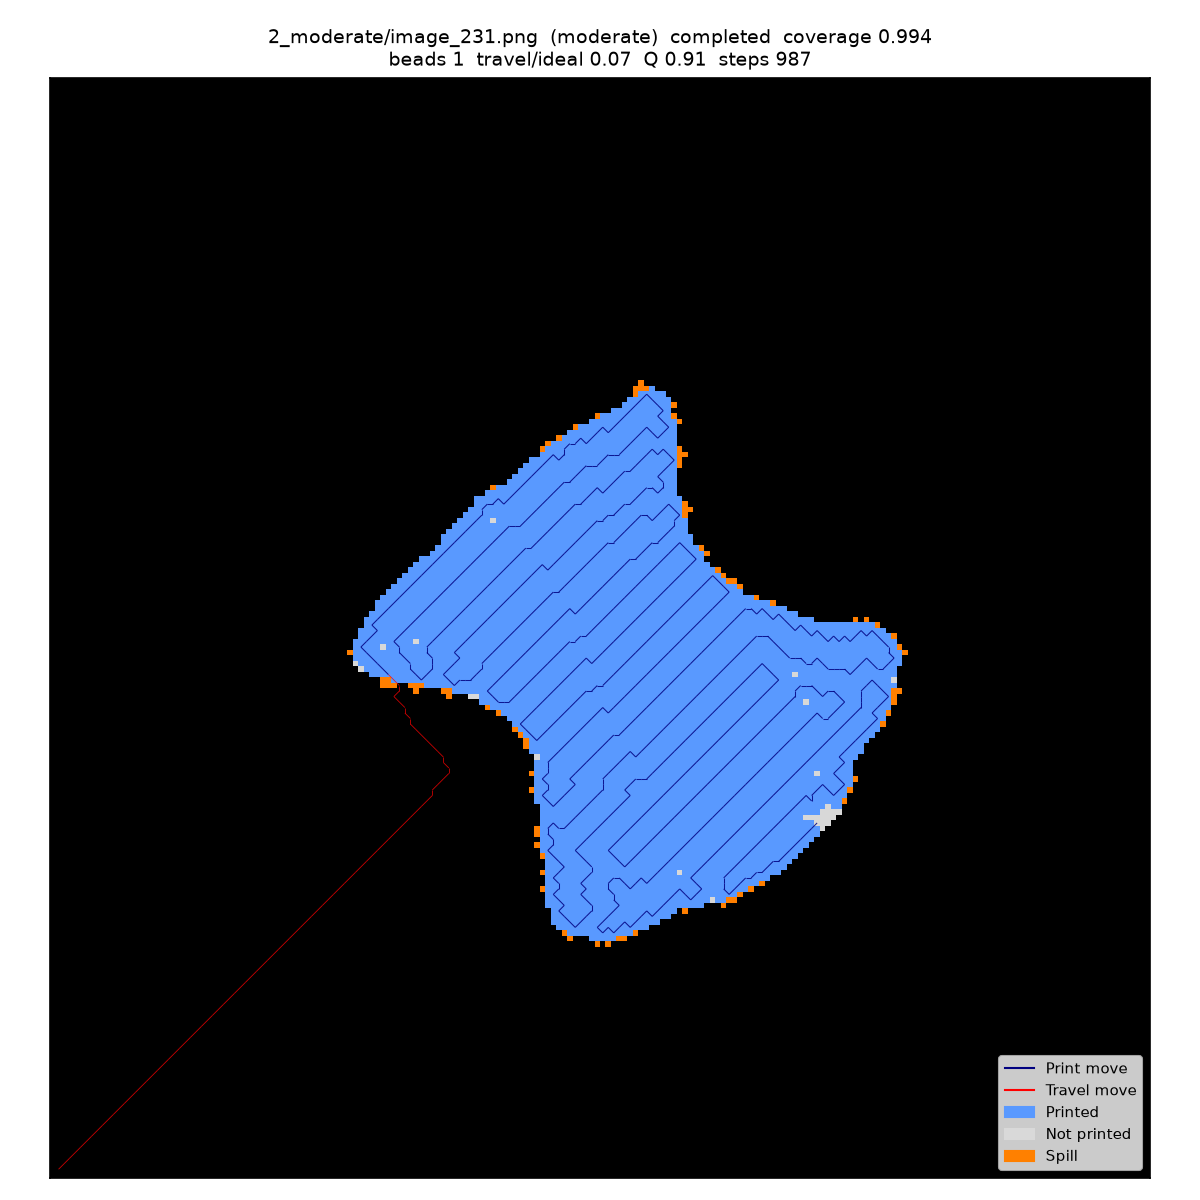 2_moderate/image_231.png  (moderate)  completed  coverage 0.994
beads 1  travel/ideal 0.07  Q 0.91  steps 987
Print move
Travel move
Printed
Not printed
Spill